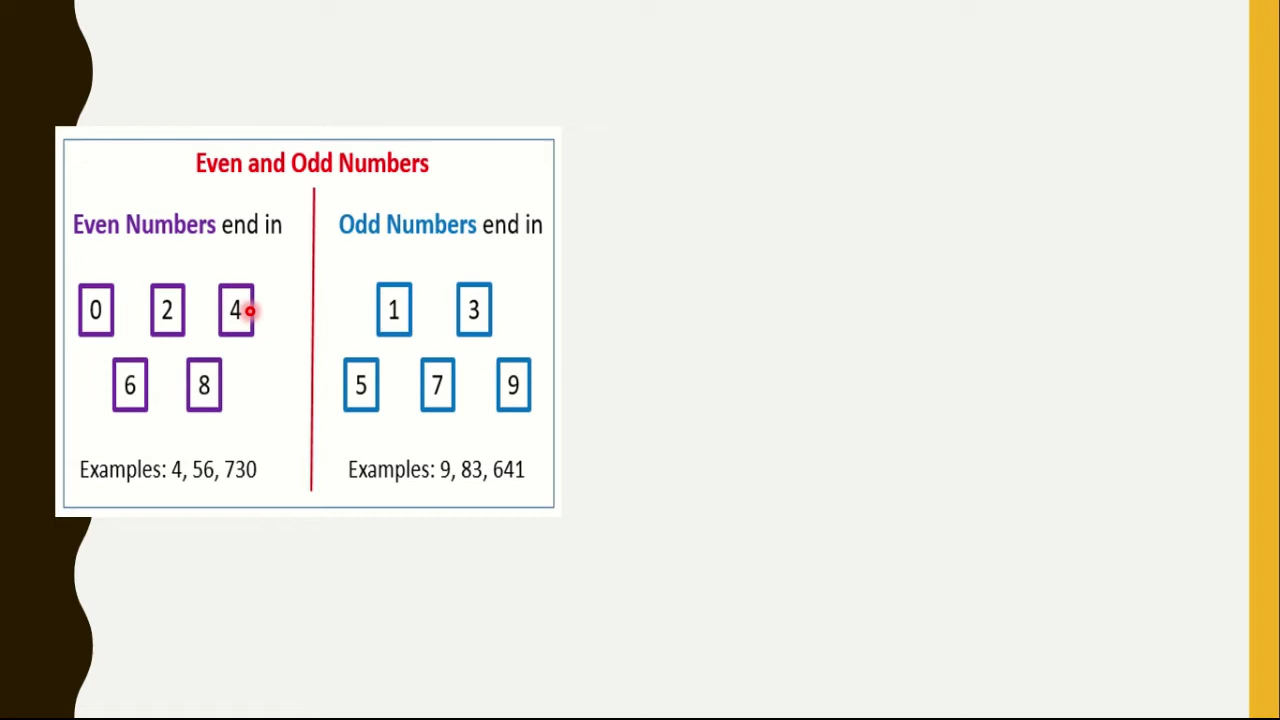 Even and Odd Numbers
Even Numbers end in
0 2 4
6 8
Examples: 4, 56, 730
Odd Numbers end in
1 3
5 7 9
Examples: 9, 83, 641